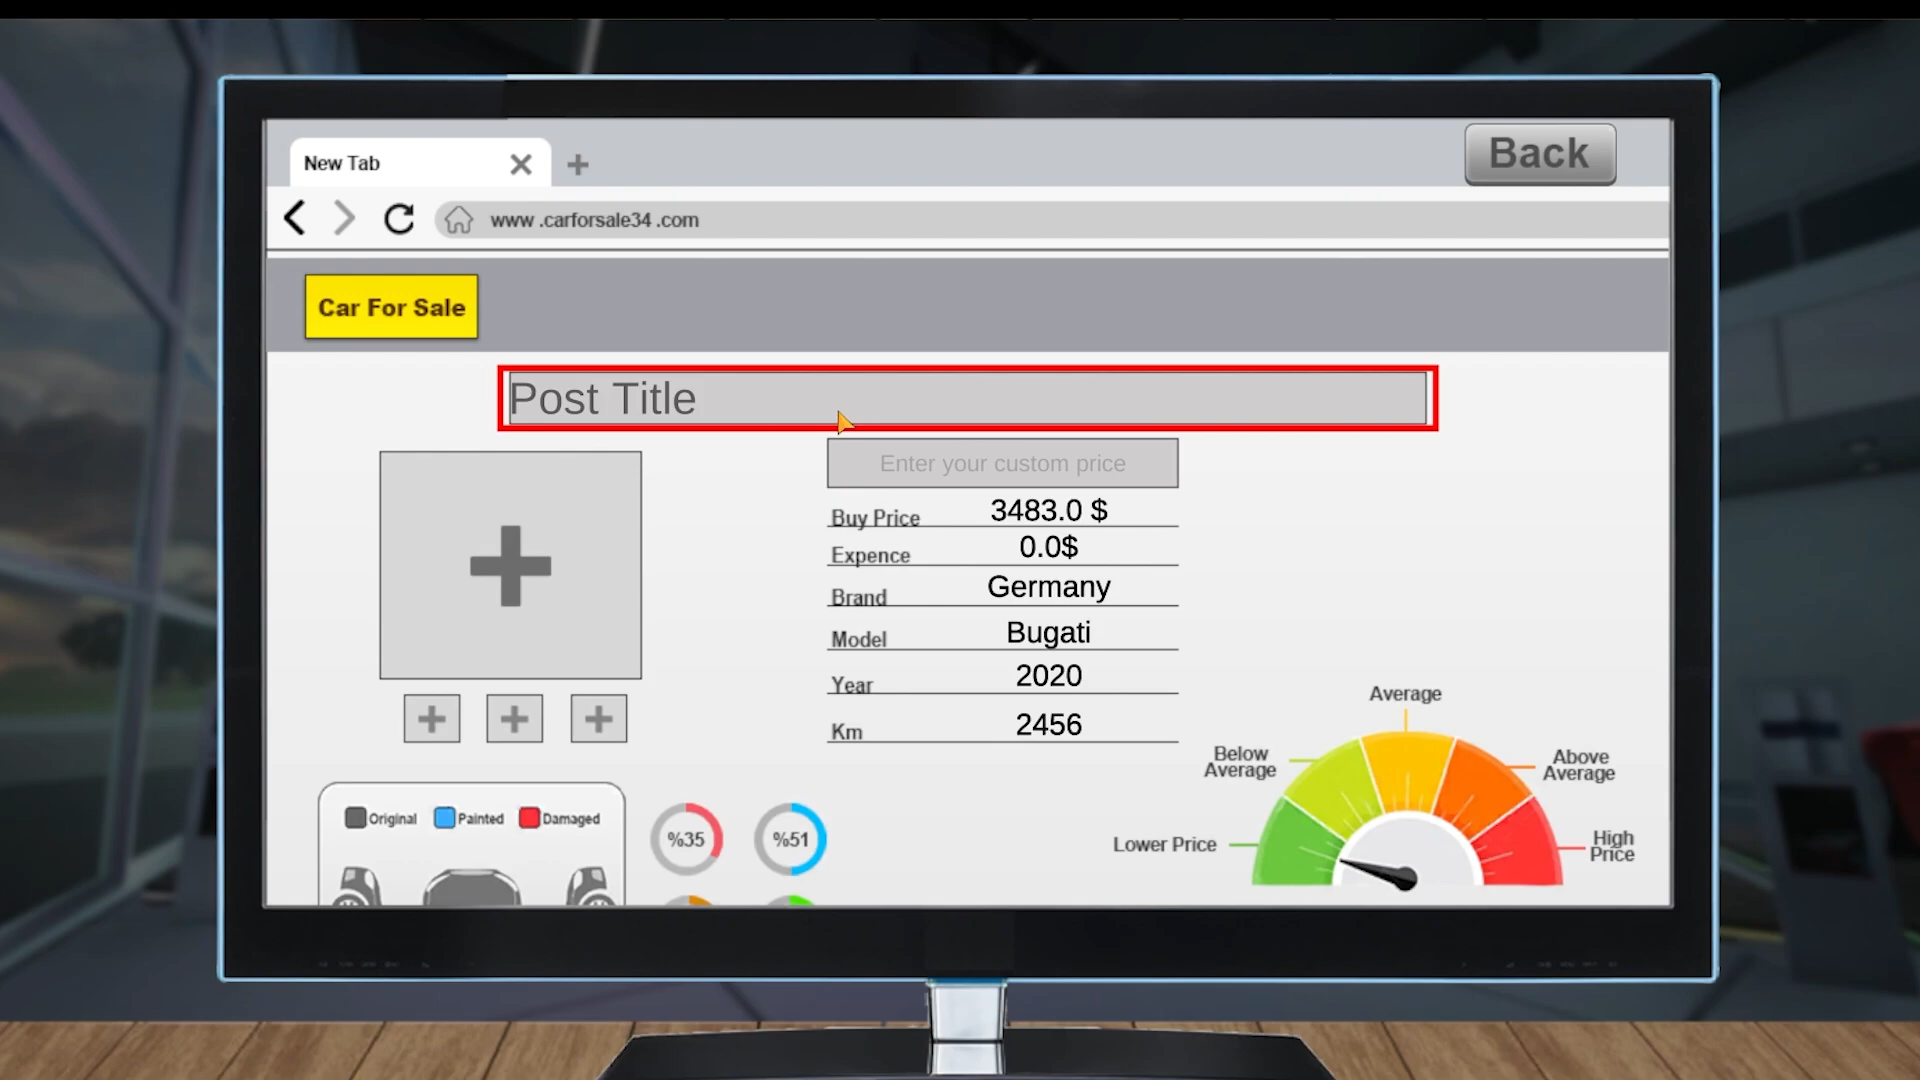 New Tab
Back
www .carforsale34 .com
Car For Sale
Post Title
Enter your custom price
Buy Price 3483.0 $
Expence 0.0$
Brand Germany
Model Bugati
Year 2020
Km 2456
Original Painted Damaged
%35 %51
Lower Price
Below
Average
Average
Above
Average
High
Price